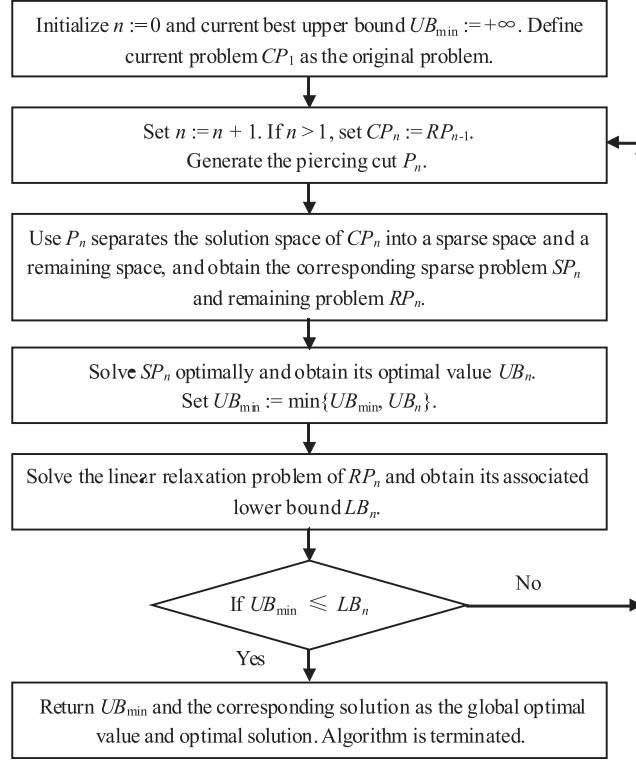 Initialize n := 0 and current best upper bound UBmin := +∞. Define
current problem CP1 as the original problem.
Set n := n + 1. If n > 1, set CPn := RPn-1.
Generate the piercing cut Pn.
Use Pn separates the solution space of CPn into a sparse space and a
remaining space, and obtain the corresponding sparse problem SPn
and remaining problem RPn.
Solve SPn optimally and obtain its optimal value UBn.
Set UBmin := min{UBmin, UBn}.
Solve the linear relaxation problem of RPn and obtain its associated
lower bound LBn.
If UBmin ⩽ LBn
No
Yes
Return UBmin and the corresponding solution as the global optimal
value and optimal solution. Algorithm is terminated.